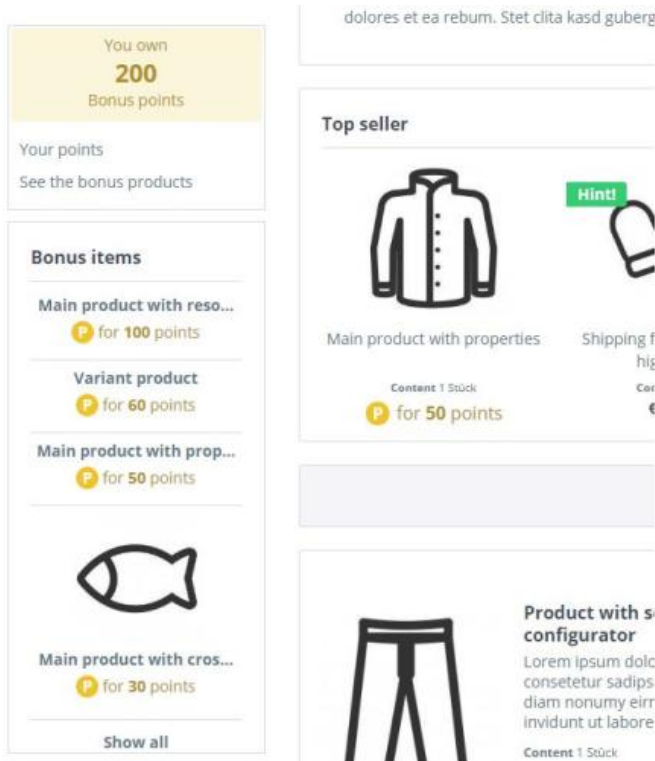 You own
200
Bonus points
Your points
See the bonus products
Bonus items
Main product with reso...
P for 100 points
Variant product
P for 60 points
Main product with prop...
P for 50 points
Main product with cros...
P for 30 points
Show all
dolores et ea rebum. Stet clita kasd guberg
Top seller
Main product with properties
Content 1 Stück
P for 50 points
Hint!
Shipping f
hig
Cor
€
Product with s
configurator
Lorem ipsum dolo
consetetur sadips
diam nonumy eirr
invidunt ut labore
Content 1 Stück